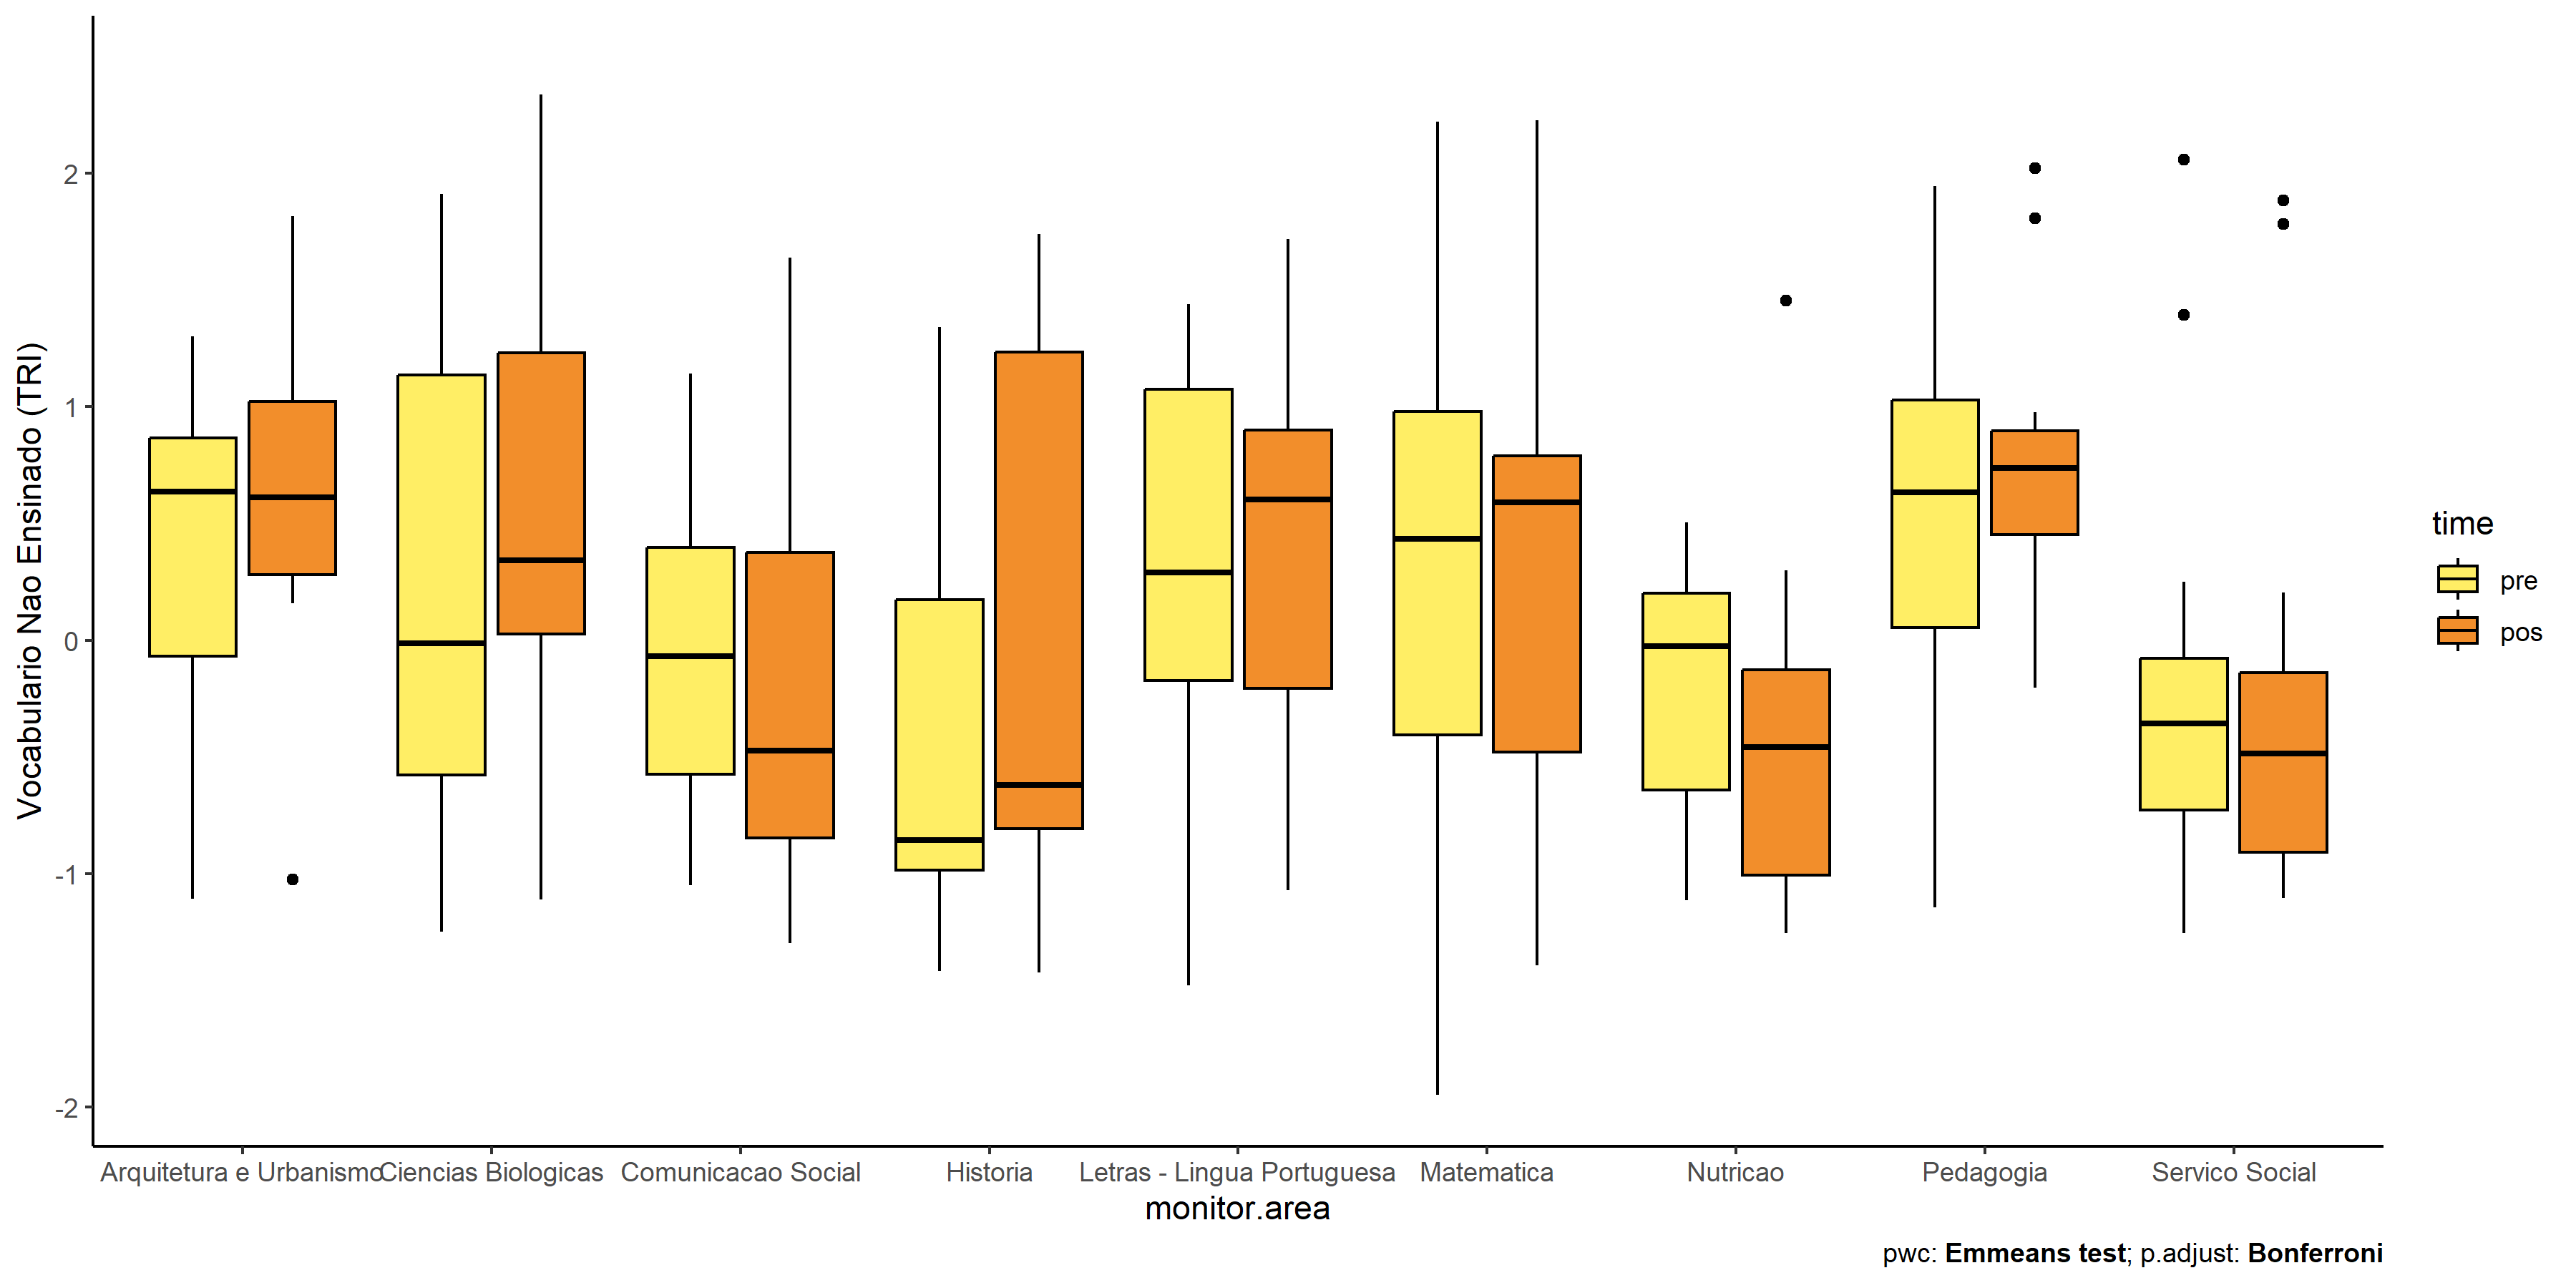 Vocabulario Nao Ensinado (TRI)
2
1
0
-1
-2
Arquitetura e Urbanismo
Ciencias Biologicas
Comunicacao Social
Historia
Letras - Lingua Portuguesa
Matematica
Nutricao
Pedagogia
Servico Social
monitor.area
time
pre
pos
pwc: Emmeans test; p.adjust: Bonferroni